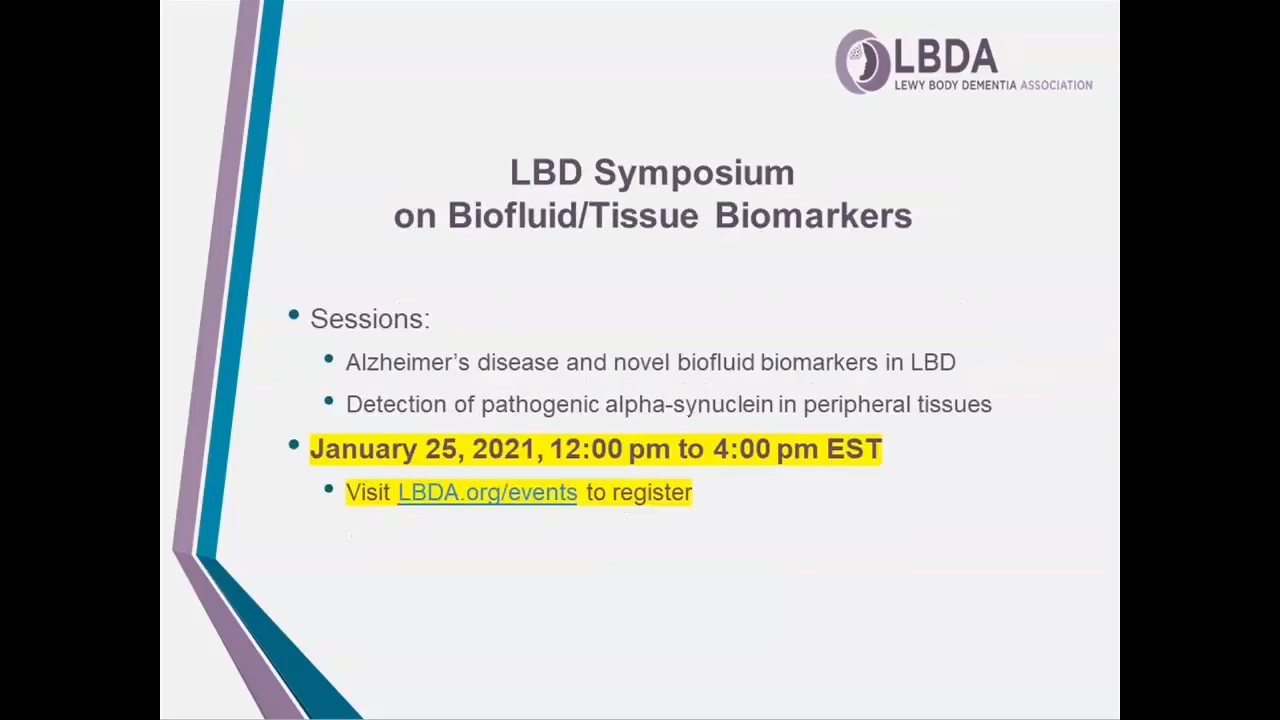 LBDA
LEWY BODY DEMENTIA ASSOCIATION
LBD Symposium
on Biofluid/Tissue Biomarkers
Sessions:
Alzheimer’s disease and novel biofluid biomarkers in LBD
Detection of pathogenic alpha-synuclein in peripheral tissues
January 25, 2021, 12:00 pm to 4:00 pm EST
Visit LBDA.org/events to register